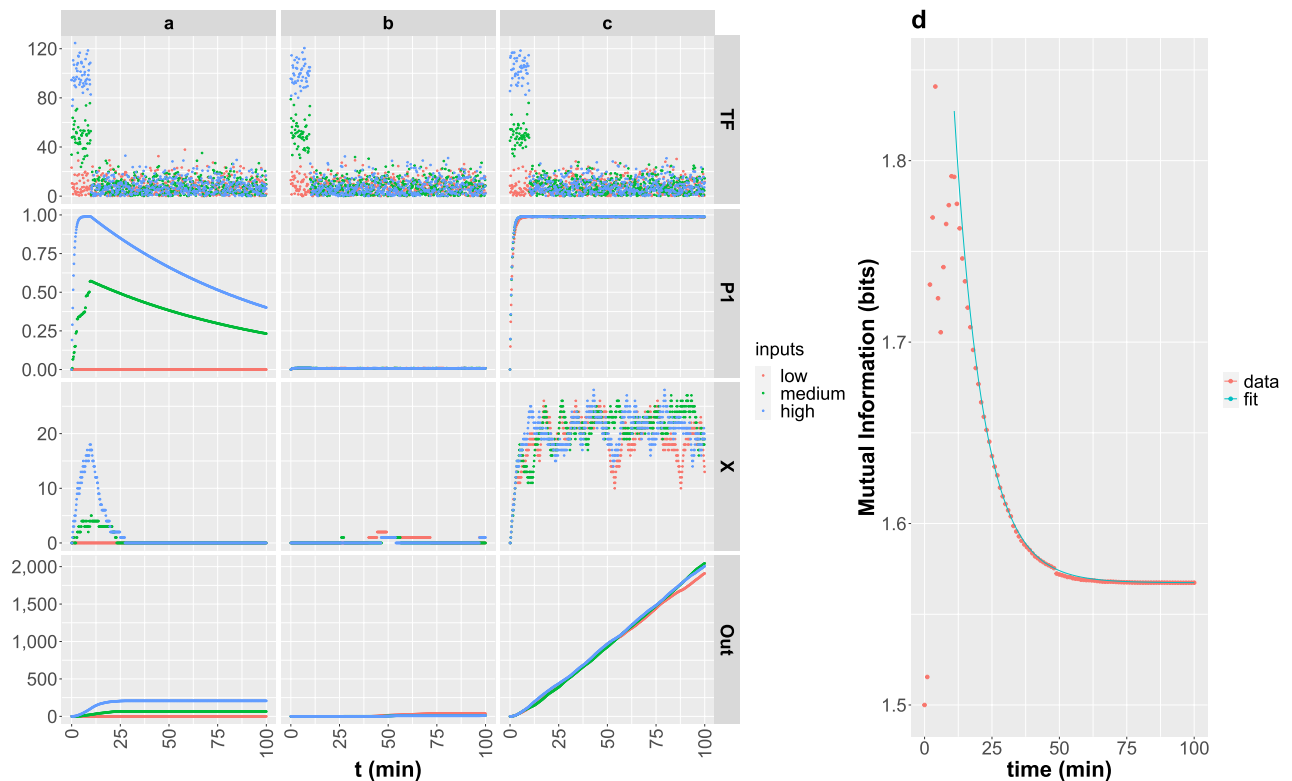 a b c
TF
120
80
40
0
P1
1.00
0.75
0.50
0.25
0.00
X
20
10
0
Out
2,000
1,500
1,000
500
0
0 25 50 75 100 0 25 50 75 100 0 25 50 75 100
t (min)
inputs
low
medium
high
d
Mutual Information (bits)
1.8
1.7
1.6
1.5
0 25 50 75 100
time (min)
data
fit